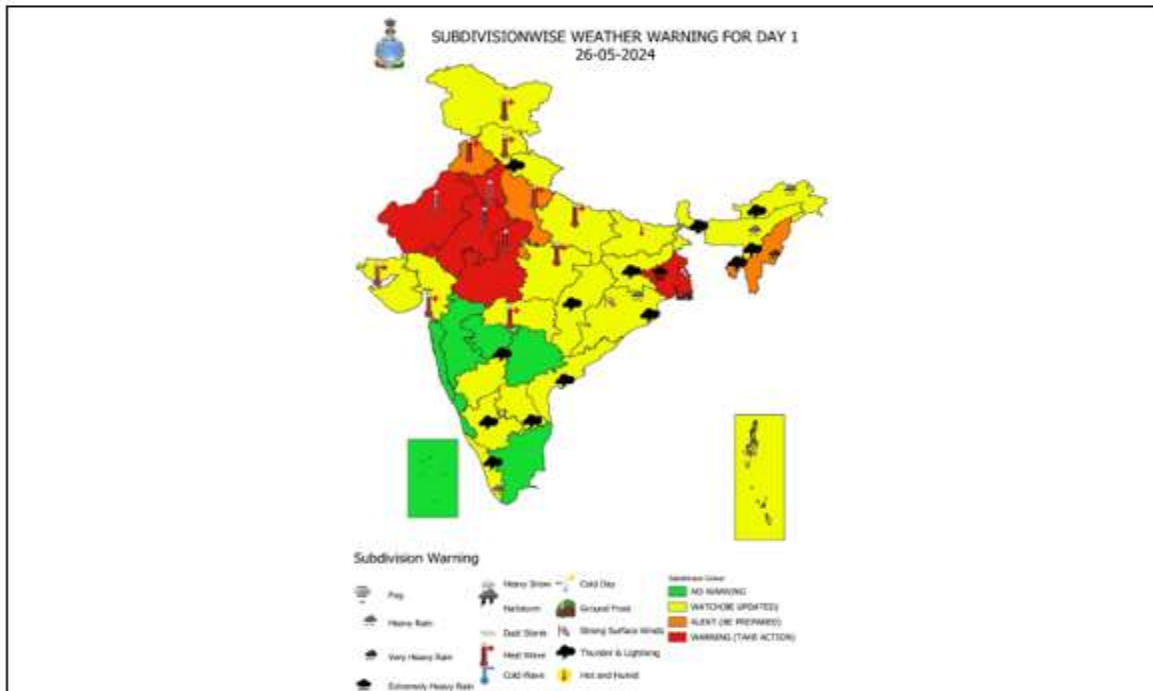 SUBDIVISIONWISE WEATHER WARNING FOR DAY 1
26-05-2024
Subdivision Warning
Fog
Heavy Rain
Very Heavy Rain
Extremely Heavy Rain
Heavy Snow
Hailstorm
Dust Storm
Heat Wave
Cold Wave
Cold Day
Ground Frost
Strong Surface Winds
Thunder & Lightning
Hot and Humid
Subdivision Colour
NO WARNING
WATCH(BE UPDATED)
ALERT (BE PREPARED)
WARNING (TAKE ACTION)